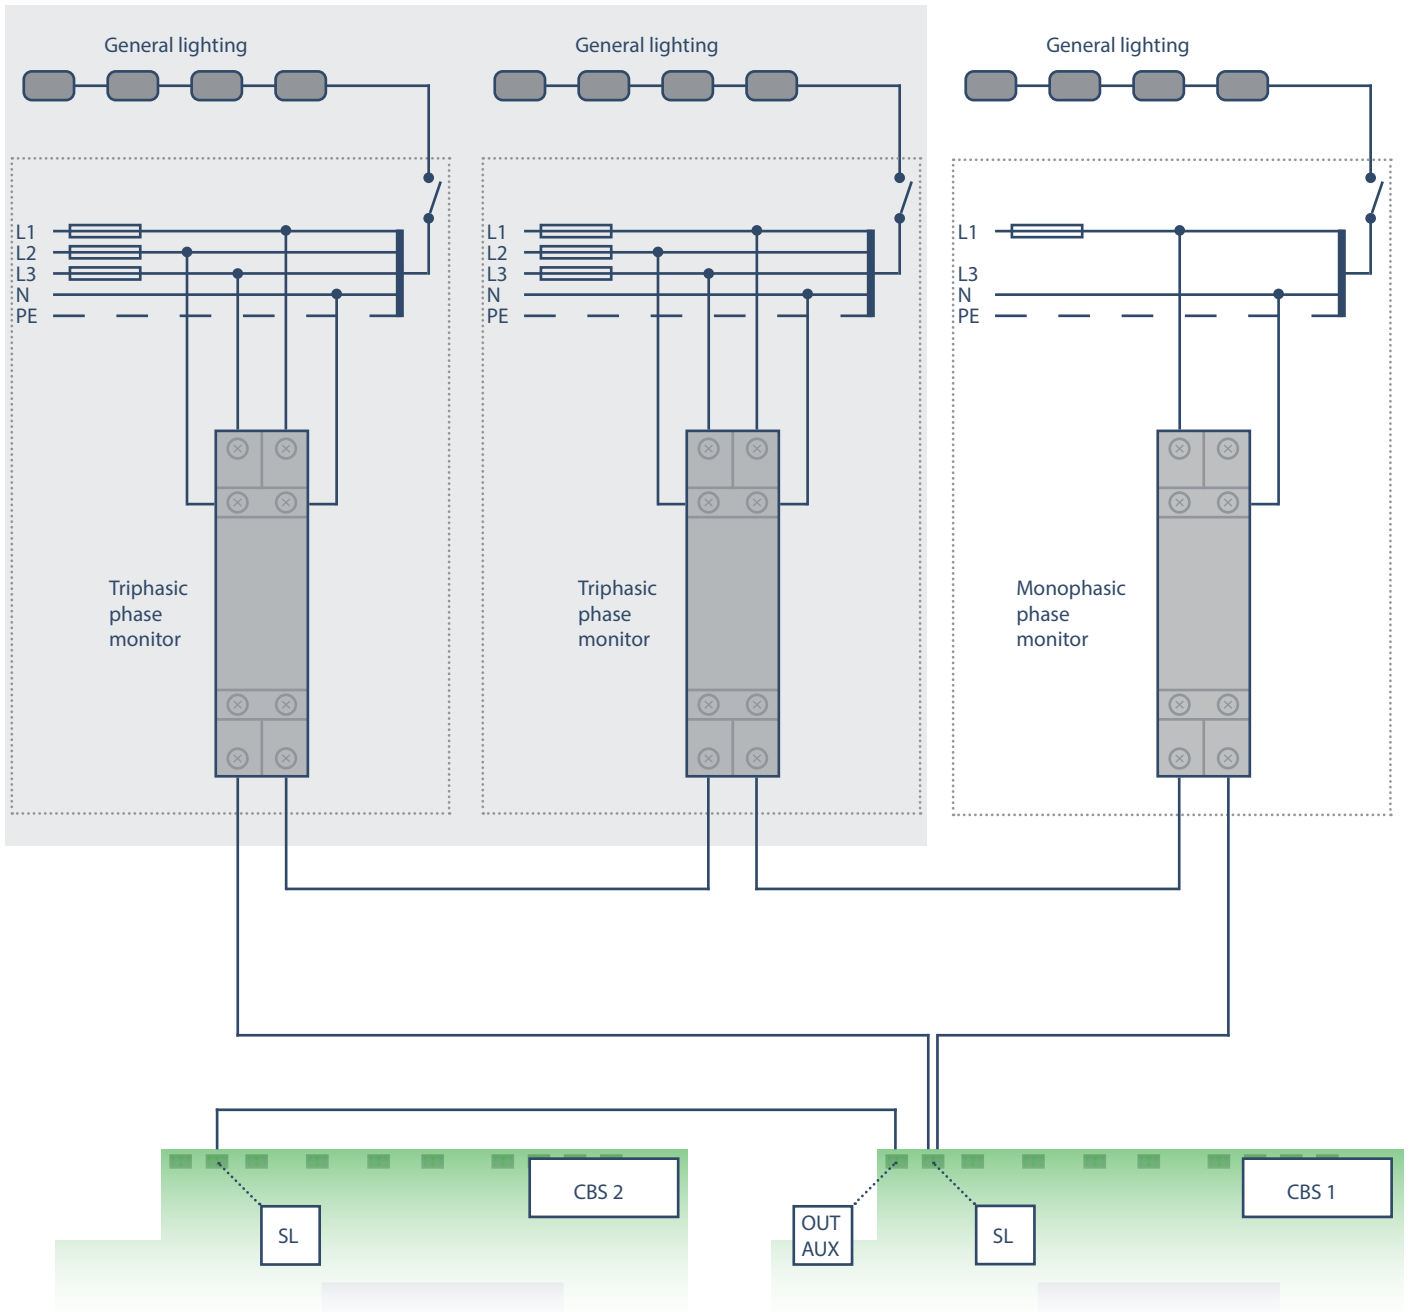 General lighting
General lighting
General lighting
L1
L2
L3
N
PE
L1
L2
L3
N
PE
L1
L3
N
PE
Triphasic
phase
monitor
Triphasic
phase
monitor
Monophasic
phase
monitor
CBS 2
SL
OUT
AUX
SL
CBS 1